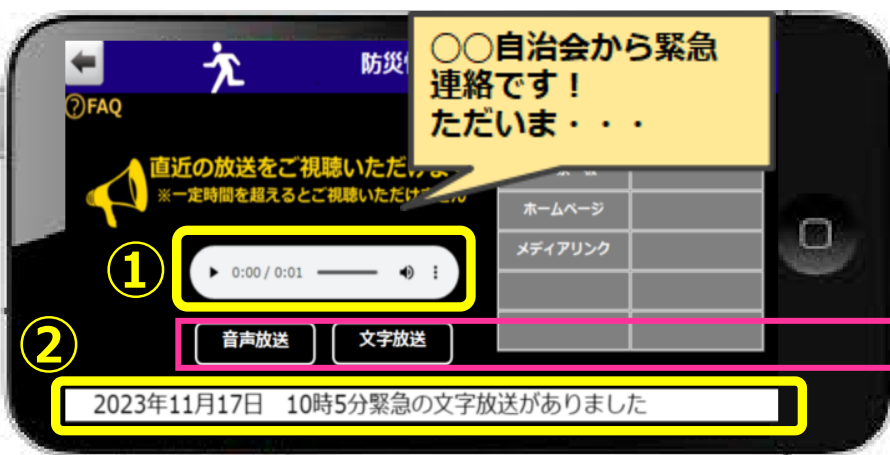 防災
○○自治会から緊急
連絡です！
ただいま・・・
?FAQ
直近の放送をご視聴いただけま
※一定時間を超えるとご視聴いただけません
ホームページ
メディアリンク
①
0:00 / 0:01
②
音声放送
文字放送
2023年11月17日 10時5分緊急の文字放送がありました